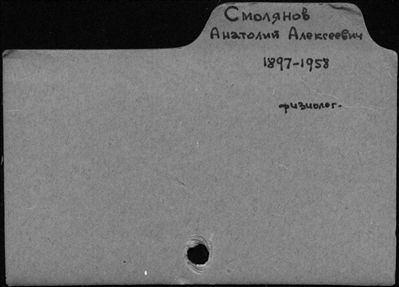 Смолянов
Анатолий Алексеевич
1897-1958
физиолог.